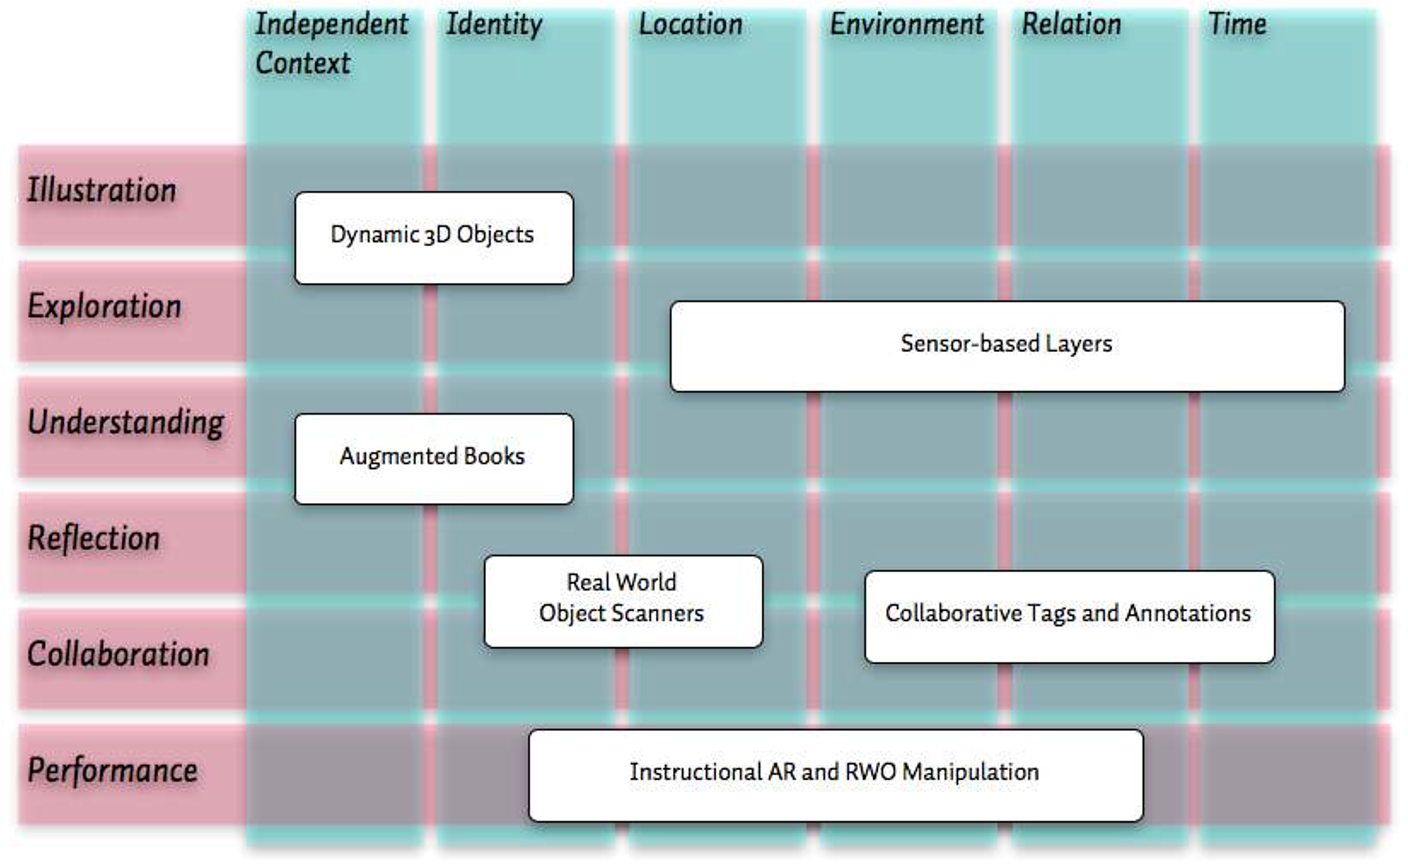 Independent
Context
Identity
Location
Environment
Relation
Time
Illustration
Dynamic 3D Objects
Exploration
Sensor-based Layers
Understanding
Augmented Books
Reflection
Real World
Object Scanners
Collaborative Tags and Annotations
Collaboration
Performance
Instructional AR and RWO Manipulation